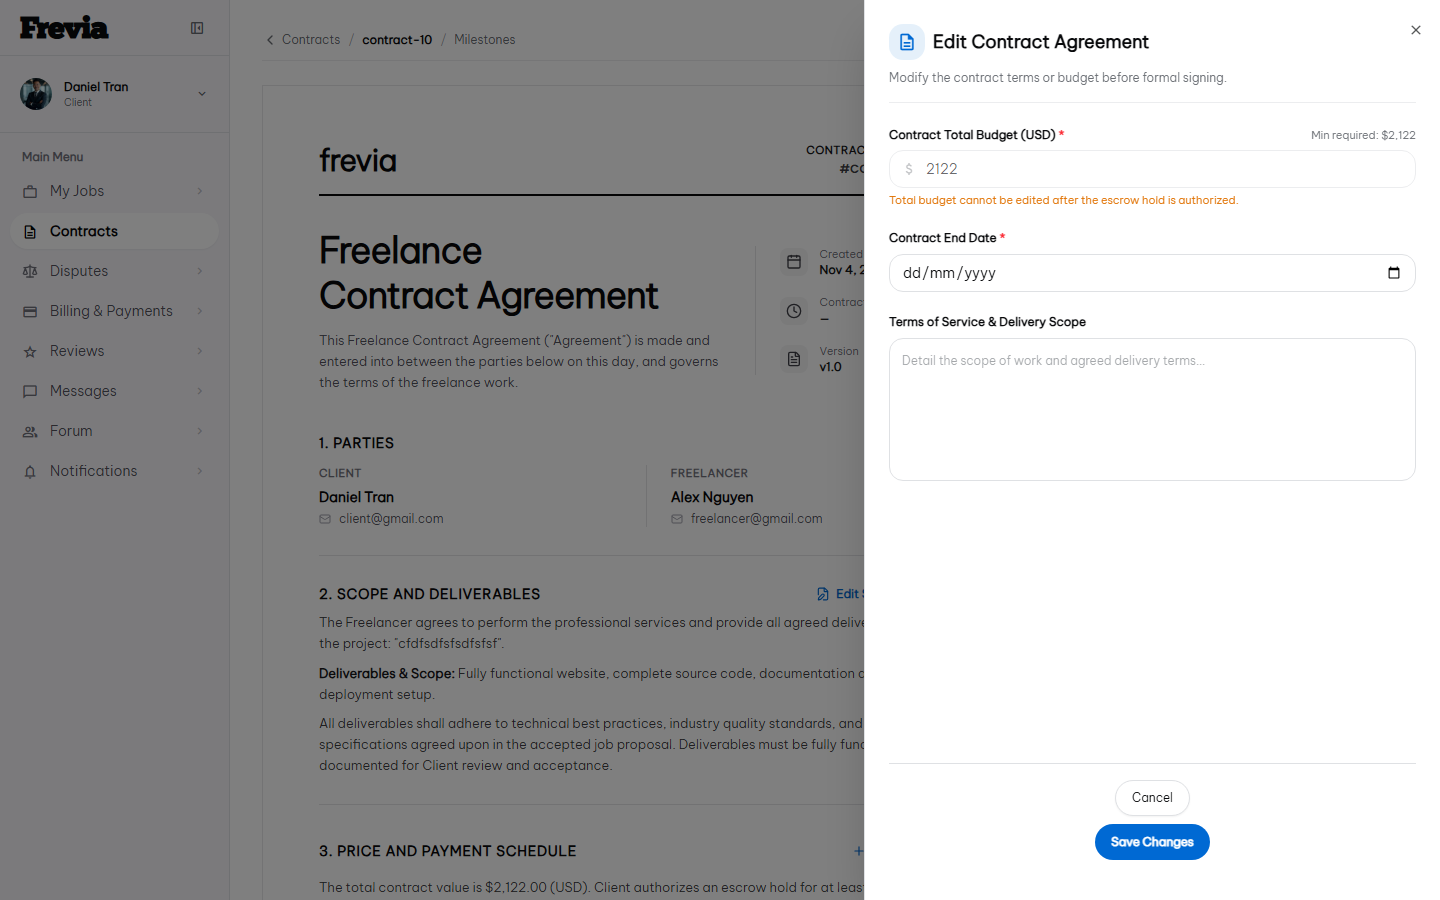 Frevia
Daniel Tran
Client
Main Menu
My Jobs
Contracts
Disputes
Billing & Payments
Reviews
Messages
Forum
Notifications
Contracts / contract-10 / Milestones
frevia
CONTRAC
#CO
Freelance
Contract Agreement
This Freelance Contract Agreement ("Agreement") is made and
entered into between the parties below on this day, and governs
the terms of the freelance work.
Created
Nov 4, 2
Contrac
—
Version
v1.0
1. PARTIES
CLIENT
Daniel Tran
client@gmail.com
FREELANCER
Alex Nguyen
freelancer@gmail.com
2. SCOPE AND DELIVERABLES
Edit S
The Freelancer agrees to perform the professional services and provide all agreed delive
the project: "cfdfsdfsfsdfsfsf".
Deliverables & Scope: Fully functional website, complete source code, documentation a
deployment setup.
All deliverables shall adhere to technical best practices, industry quality standards, and
specifications agreed upon in the accepted job proposal. Deliverables must be fully func
documented for Client review and acceptance.
3. PRICE AND PAYMENT SCHEDULE
+
The total contract value is $2,122.00 (USD). Client authorizes an escrow hold for at leas
Edit Contract Agreement
Modify the contract terms or budget before formal signing.
Contract Total Budget (USD) *
Min required: $2,122
$ 2122
Total budget cannot be edited after the escrow hold is authorized.
Contract End Date *
dd/mm/yyyy
Terms of Service & Delivery Scope
Detail the scope of work and agreed delivery terms...
Cancel
Save Changes